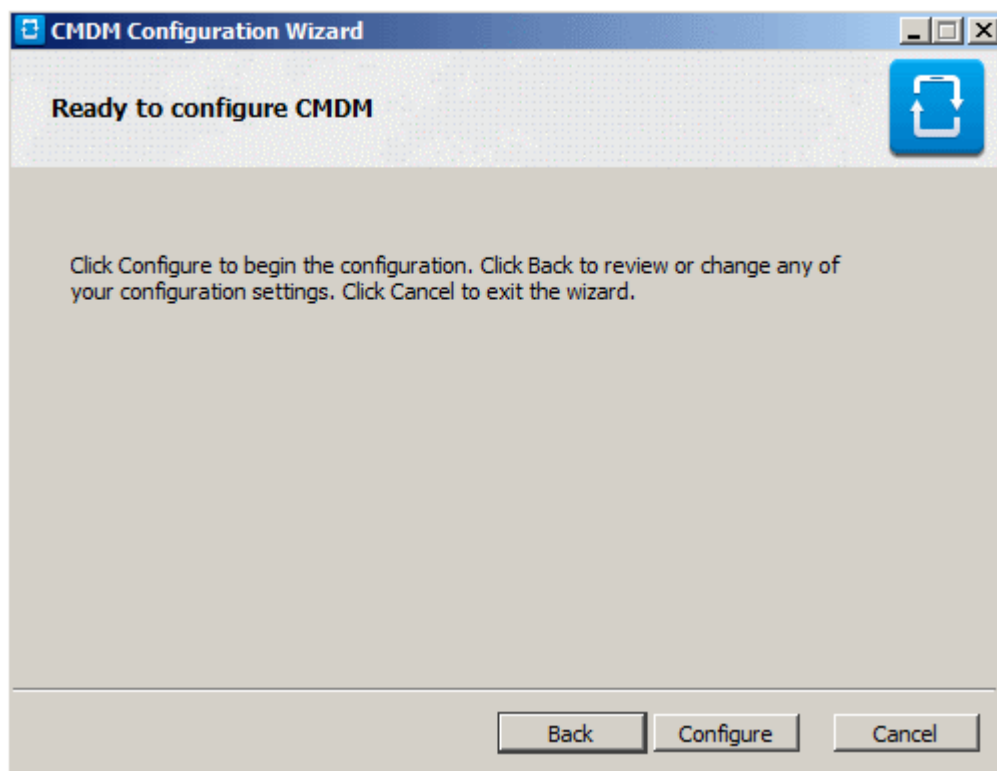 CMDM Configuration Wizard
Ready to configure CMDM
Click Configure to begin the configuration. Click Back to review or change any of
your configuration settings. Click Cancel to exit the wizard.
Back Configure Cancel